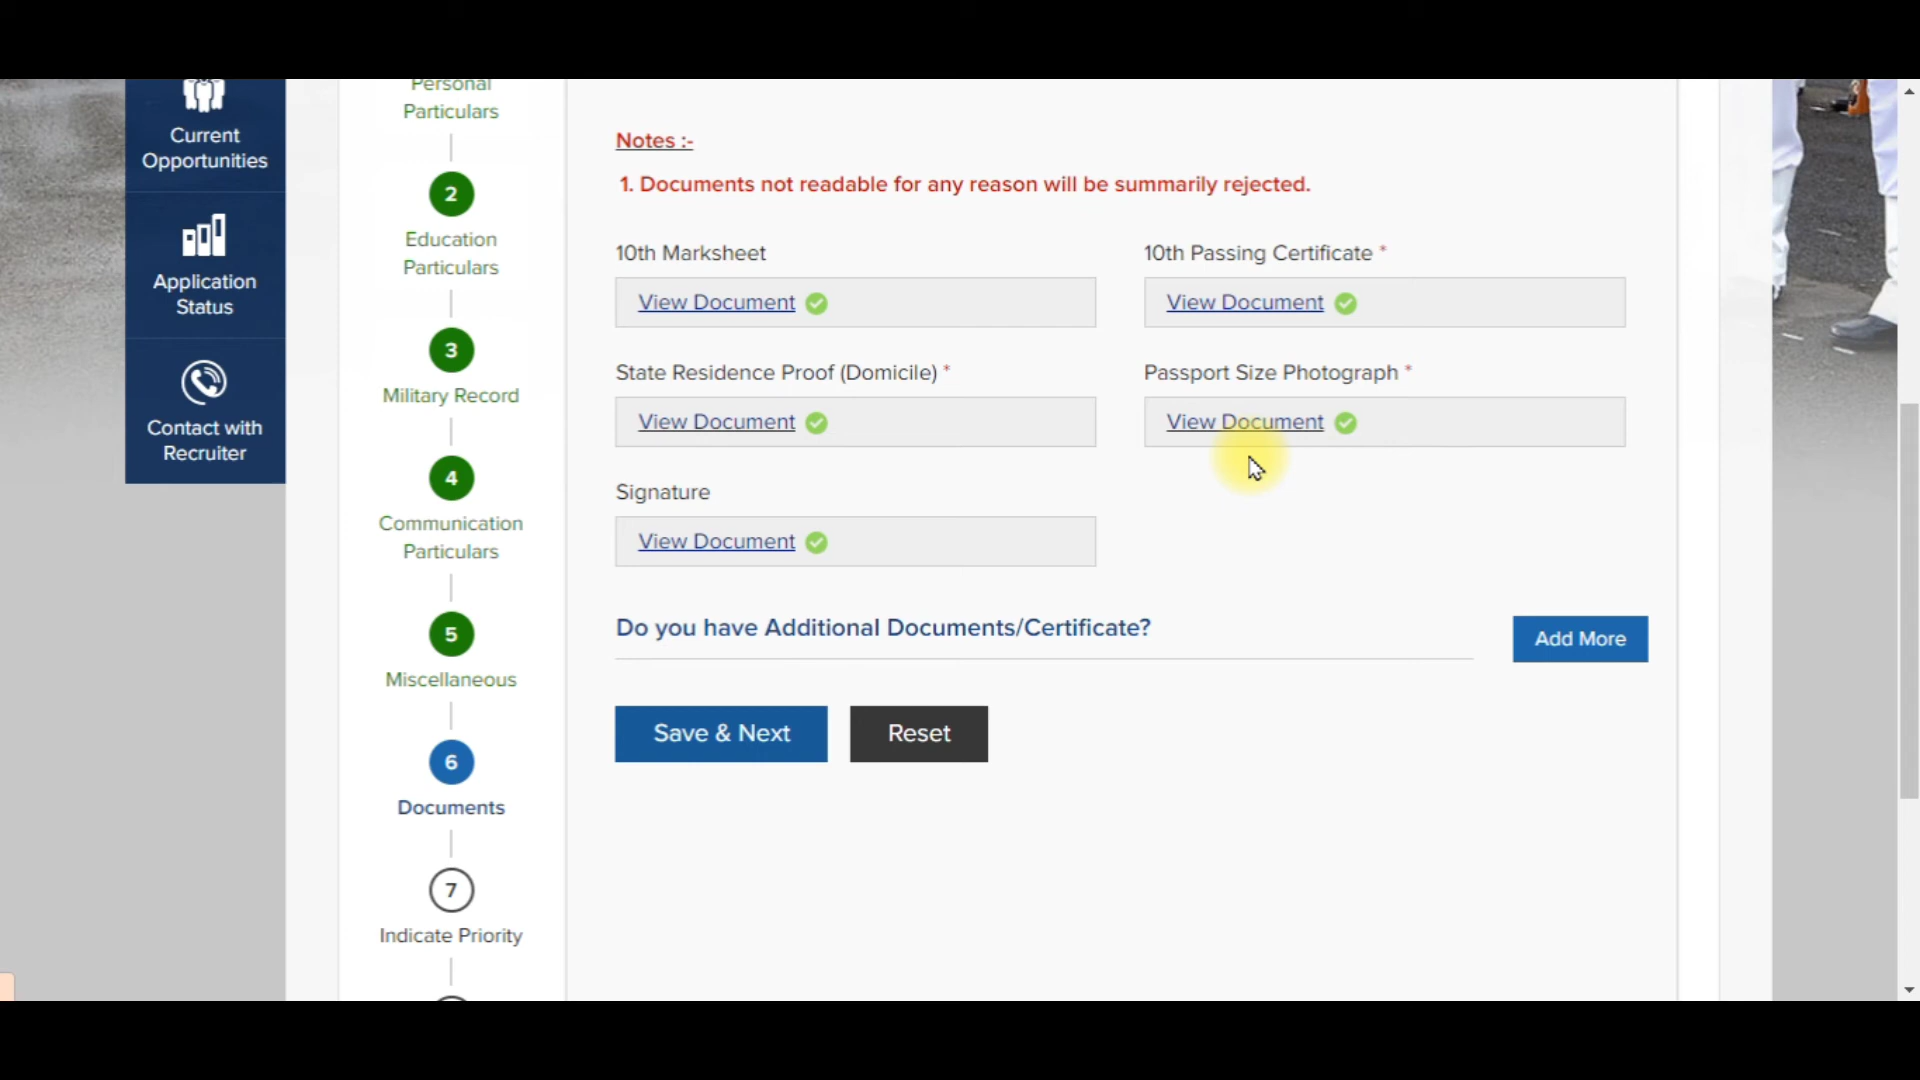 Current
Opportunities
Application
Status
Contact with
Recruiter
Personal
Particulars
2
Education
Particulars
3
Military Record
4
Communication
Particulars
5
Miscellaneous
6
Documents
7
Indicate Priority
Notes :-
1. Documents not readable for any reason will be summarily rejected.
10th Marksheet
10th Passing Certificate *
View Document
View Document
State Residence Proof (Domicile) *
Passport Size Photograph *
View Document
View Document
Signature
View Document
Do you have Additional Documents/Certificate?
Add More
Save & Next
Reset